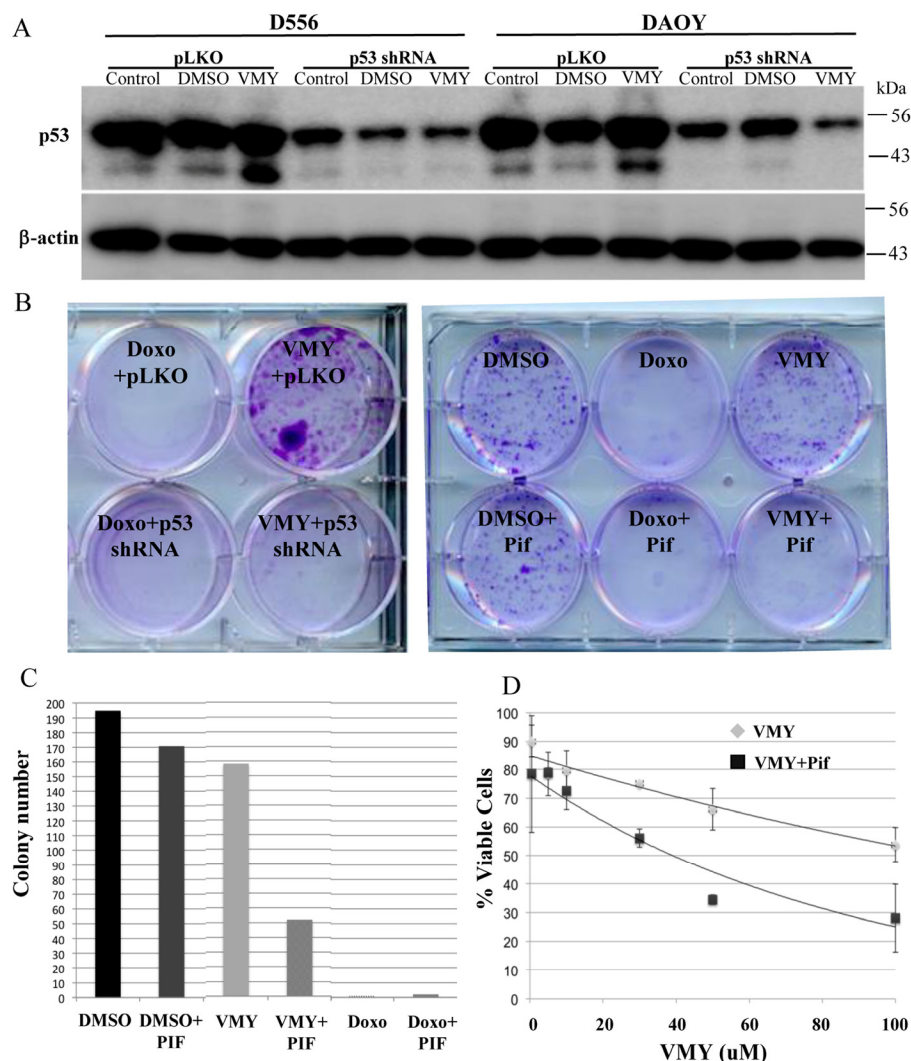 A
D556
DAOY
pLKO
p53 shRNA
pLKO
p53 shRNA
Control DMSO VMY Control DMSO VMY Control DMSO VMY Control DMSO VMY
kDa
p53
56
43
β-actin
56
43
B
Doxo
+pLKO
VMY
+pLKO
Doxo+p53
shRNA
VMY+p53
shRNA
DMSO
Doxo
VMY
DMSO+
Pif
Doxo+
Pif
VMY+
Pif
C
Colony number
200
190
180
170
160
150
140
130
120
110
100
90
80
70
60
50
40
30
20
10
0
DMSO
DMSO+
PIF
VMY
VMY+
PIF
Doxo
Doxo+
PIF
D
% Viable Cells
100
90
80
70
60
50
40
30
20
10
0
VMY
VMY+Pif
0 20 40 60 80 100
VMY (uM)